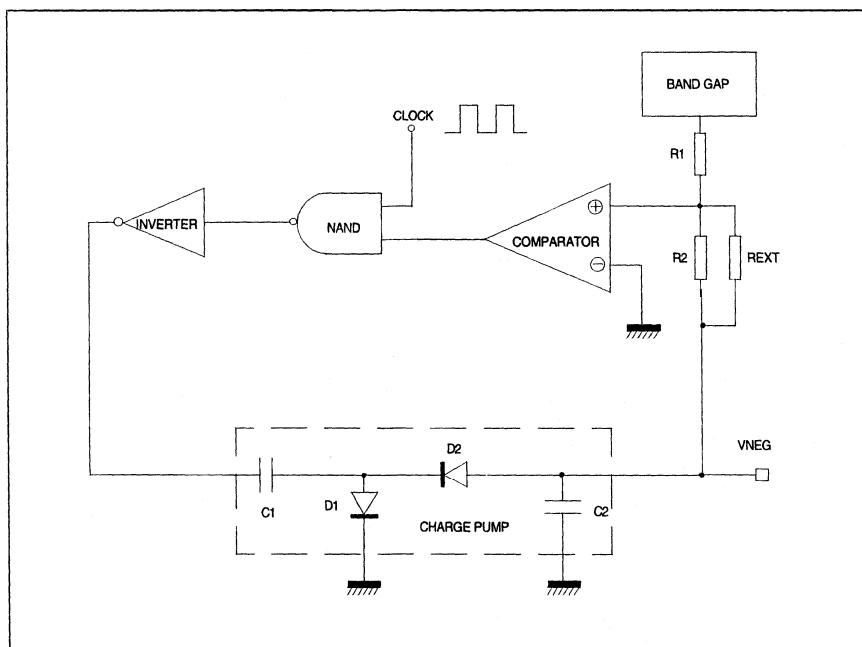 BAND GAP
CLOCK
R1
INVERTER
NAND
COMPARATOR
+
-
R2
REXT
VNEG
D2
C1
D1
C2
CHARGE PUMP